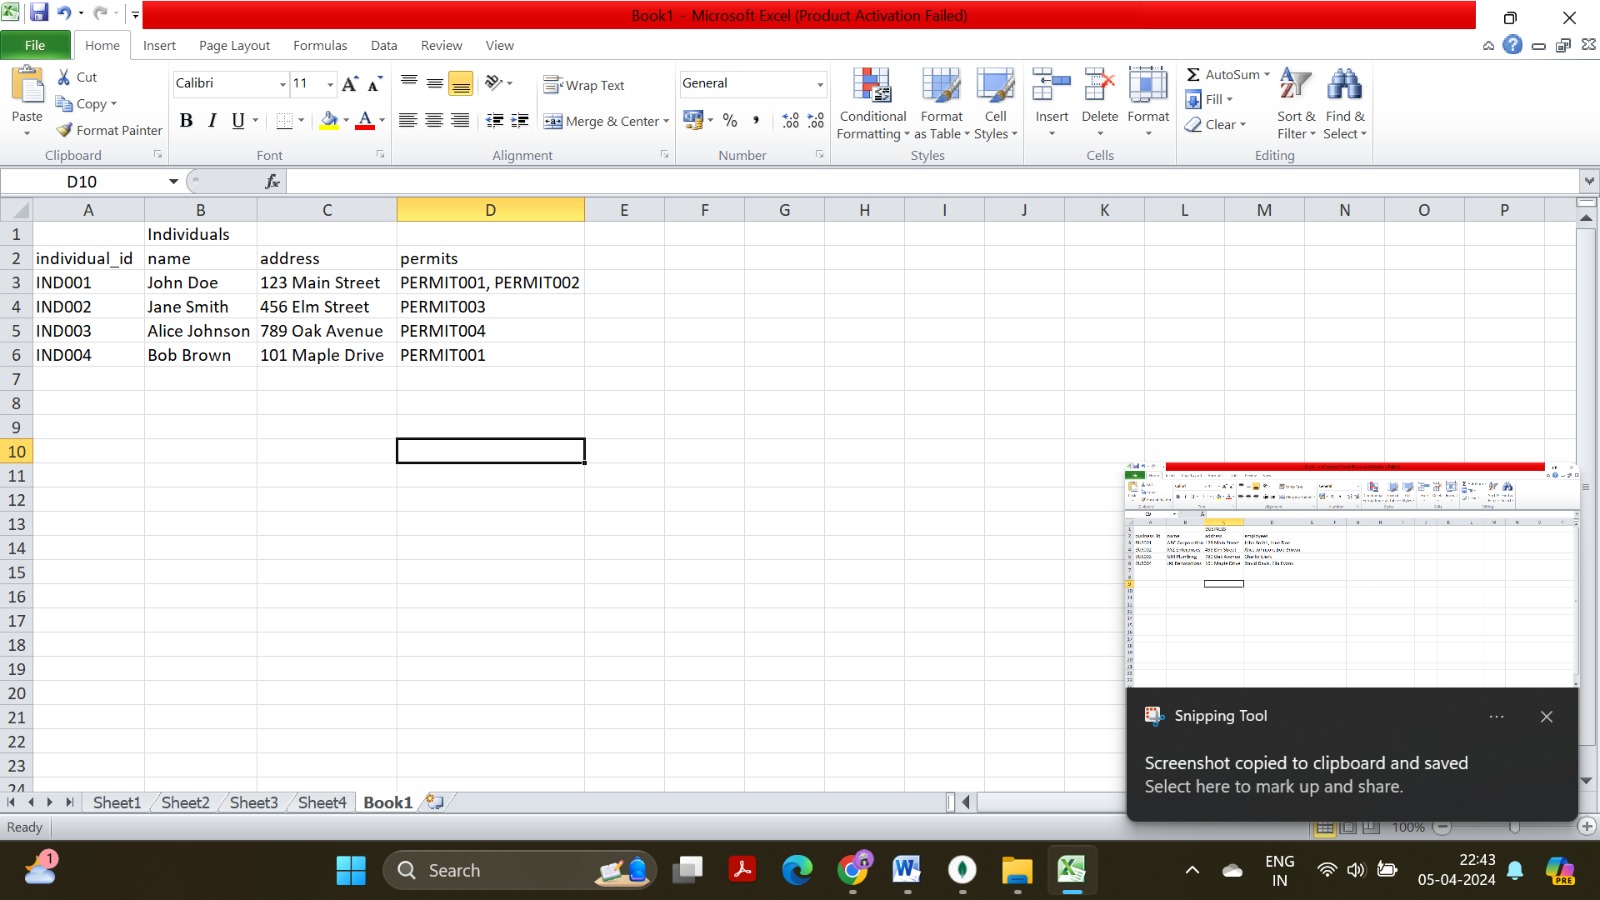 Book1 - Microsoft Excel (Product Activation Failed)
File Home Insert Page Layout Formulas Data Review View
Cut
Copy
Format Painter
Paste
Clipboard
Calibri 11
B I U
Font
Wrap Text
Merge & Center
Alignment
General
%
Number
Conditional Formatting
Format as Table
Cell Styles
Styles
Insert Delete Format
Cells
Σ AutoSum
Fill
Clear
Sort & Filter
Find & Select
Editing
D10 fx
A B C D E F G H I J K L M N O P
1 Individuals
2 individual_id name address permits
3 IND001 John Doe 123 Main Street PERMIT001, PERMIT002
4 IND002 Jane Smith 456 Elm Street PERMIT003
5 IND003 Alice Johnson 789 Oak Avenue PERMIT004
6 IND004 Bob Brown 101 Maple Drive PERMIT001
7
8
9
10
11
12
13
14
15
16
17
18
19
20
21
22
23
24
Snipping Tool
Screenshot copied to clipboard and saved
Select here to mark up and share.
Sheet1 Sheet2 Sheet3 Sheet4 Book1
Ready 100%
1 Search ENG IN 22:43 05-04-2024 PRE